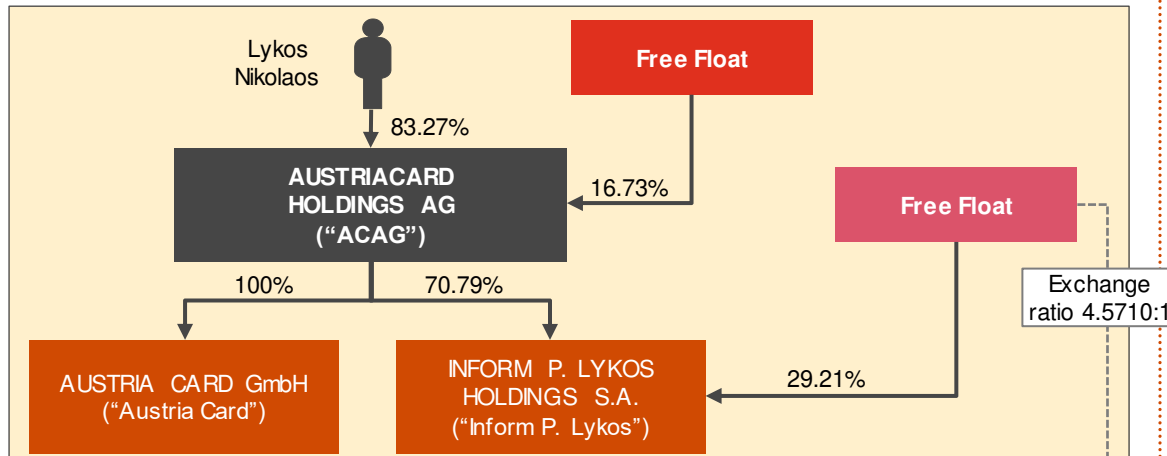 Lykos
Nikolaos
Free Float
83.27%
AUSTRIACARD
HOLDINGS AG
(“ACAG”)
16.73%
Free Float
100%
70.79%
Exchange
ratio 4.5710:1
AUSTRIA CARD GmbH
(“Austria Card”)
INFORM P. LYKOS
HOLDINGS S.A.
(“Inform P. Lykos”)
29.21%